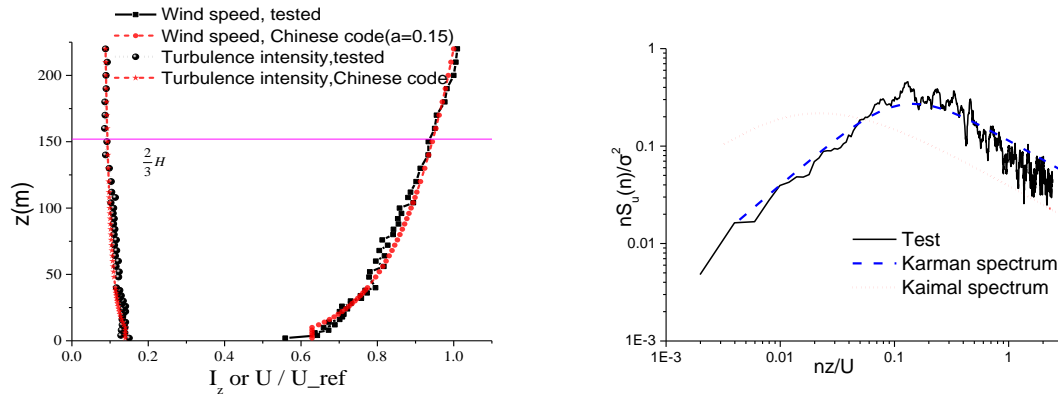 Wind speed, tested
Wind speed, Chinese code(a=0.15)
Turbulence intensity,tested
Turbulence intensity,Chinese code
200
150
100
50
0
z(m)
2/3 H
0.0 0.2 0.4 0.6 0.8 1.0
I_z or U / U_ref
1
0.1
0.01
1E-3
nS_u(n)/σ²
Test
Karman spectrum
Kaimal spectrum
1E-3 0.01 0.1 1
nz/U